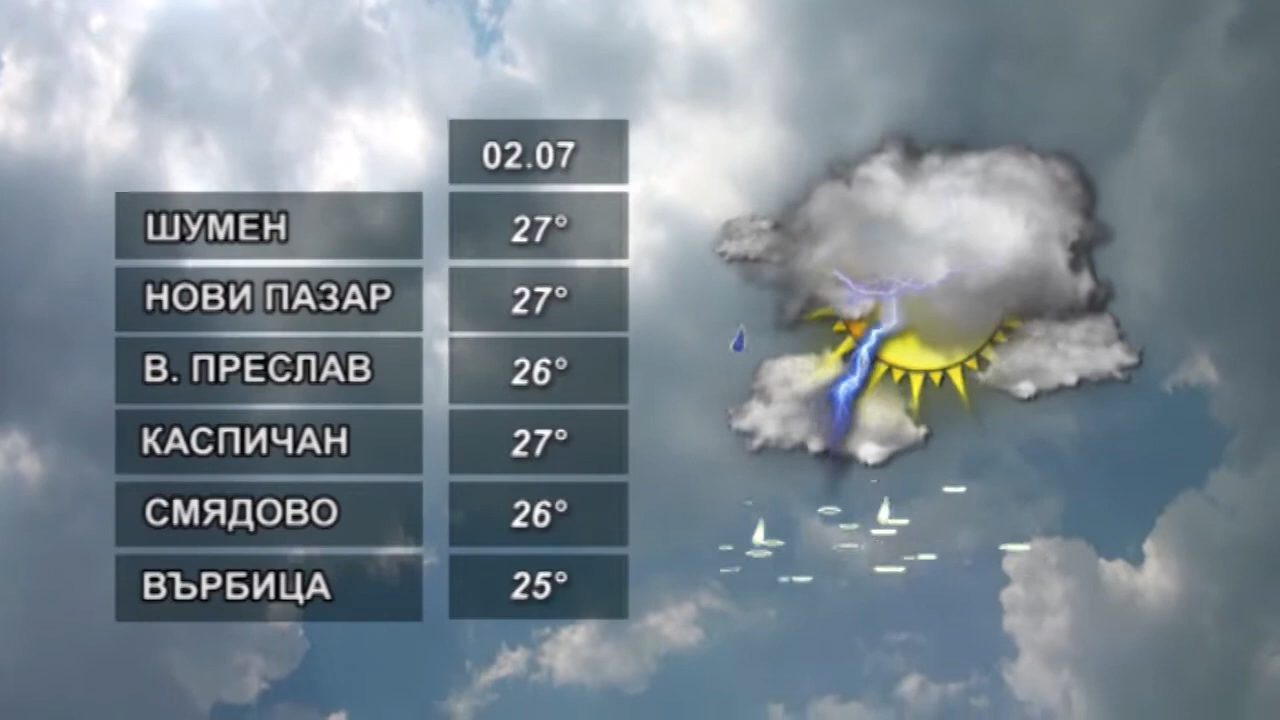 02.07
ШУМЕН 27°
НОВИ ПАЗАР 27°
В. ПРЕСЛАВ 26°
КАСПИЧАН 27°
СМЯДОВО 26°
ВЪРБИЦА 25°